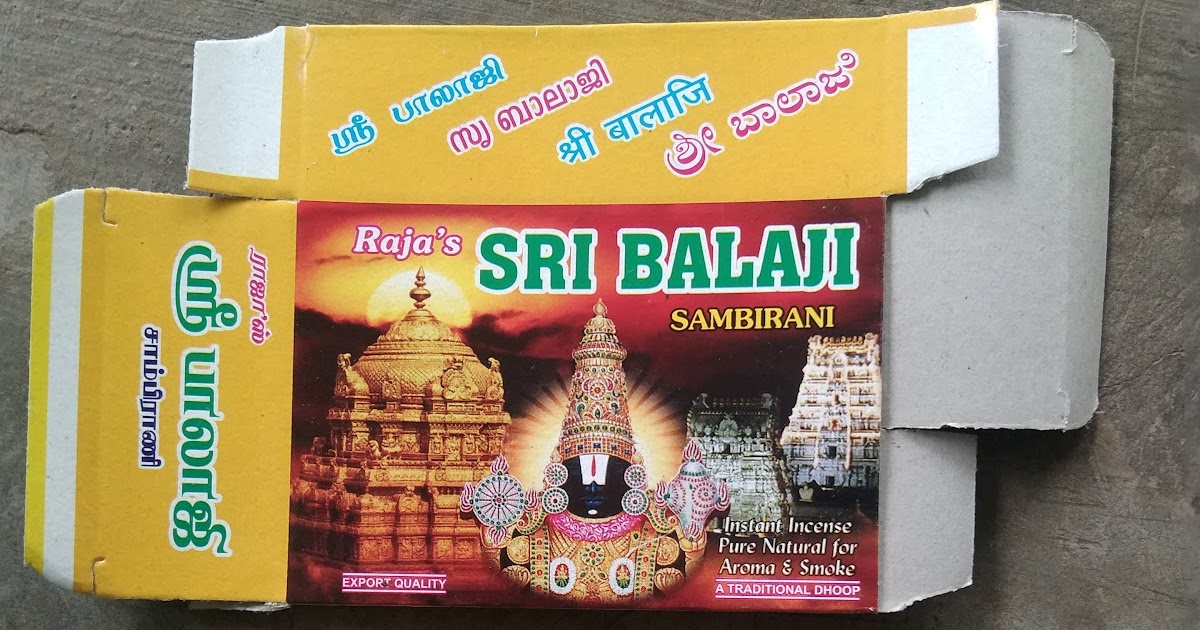 ஸ்ரீ பாலாஜி
സൃ ബാലാജി
श्री बालाजि
ಶ್ರೀ ಬಾಲಾಜಿ
ராஜா'ஸ்
ஸ்ரீ பாலாஜி
சாம்பிராணி
Raja's SRI BALAJI
SAMBIRANI
Instant Incense
Pure Natural for
Aroma & Smoke
EXPORT QUALITY
A TRADITIONAL DHOOP